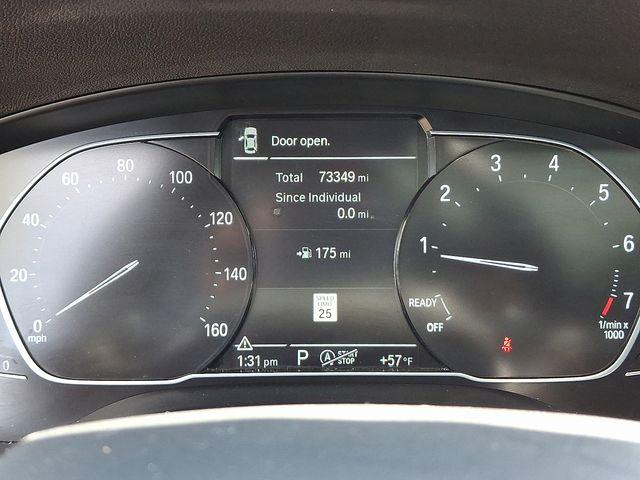 Door open.
Total 73349 mi
Since Individual
0.0 mi
175 mi
SPEED
LIMIT
25
1:31 pm P A START STOP +57 °F
0 20 40 60 80 100 120 140 160
mph
1 2 3 4 5 6 7
1/min x
1000
READY
OFF
0